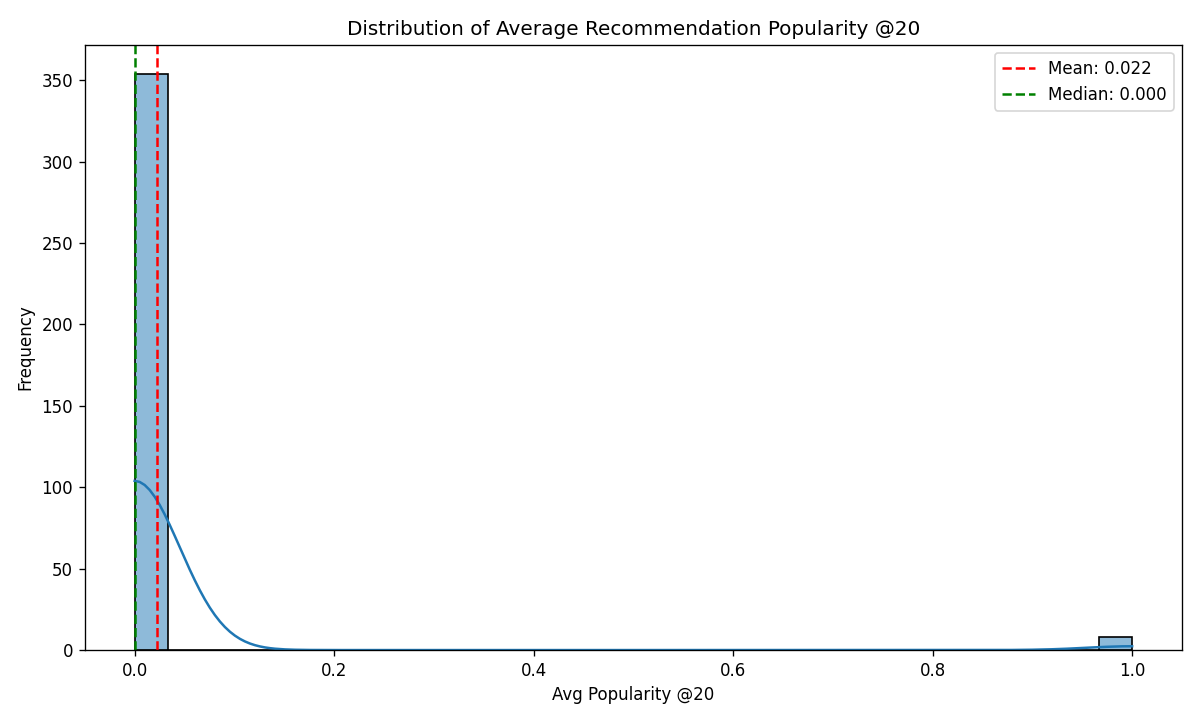 Distribution of Average Recommendation Popularity @20
Mean: 0.022
Median: 0.000
Frequency
350
300
250
200
150
100
50
0
0.0
0.2
0.4
0.6
0.8
1.0
Avg Popularity @20